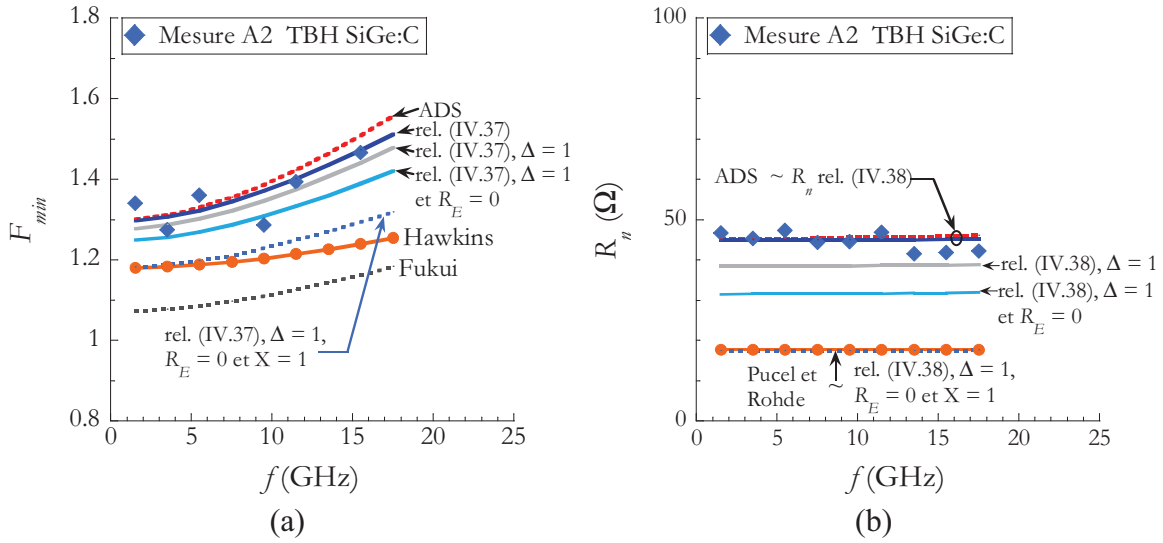 Mesure A2 TBH SiGe:C
1.8
1.6
1.4
1.2
1
0.8
F_min
ADS
rel. (IV.37)
rel. (IV.37), Δ = 1
rel. (IV.37), Δ = 1
et R_E = 0
Hawkins
Fukui
rel. (IV.37), Δ = 1,
R_E = 0 et X = 1
0 5 10 15 20 25
f (GHz)
(a)
Mesure A2 TBH SiGe:C
100
50
0
R_n (Ω)
ADS ~ R_n rel. (IV.38)
rel. (IV.38), Δ = 1
rel. (IV.38), Δ = 1
et R_E = 0
Pucel et
Rohde
~
rel. (IV.38), Δ = 1,
R_E = 0 et X = 1
0 5 10 15 20 25
f (GHz)
(b)